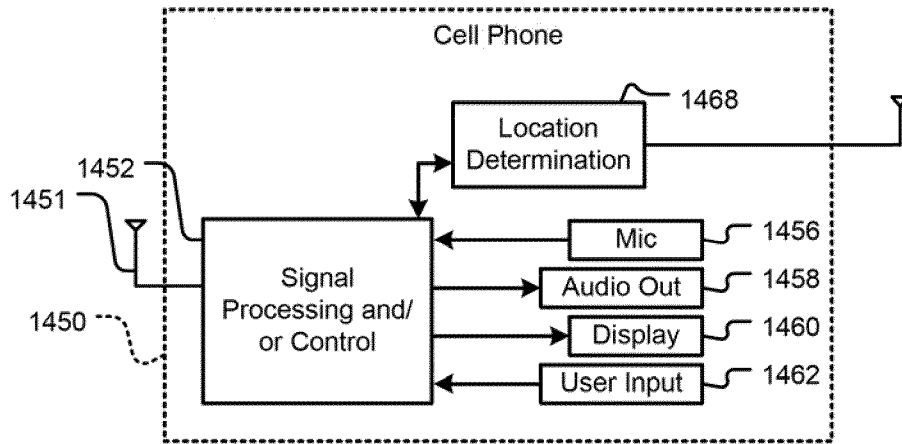 Cell Phone
1468
Location
Determination
1452
1451
Mic
1456
Signal
Processing and/
or Control
Audio Out
1458
1450
Display
1460
User Input
1462